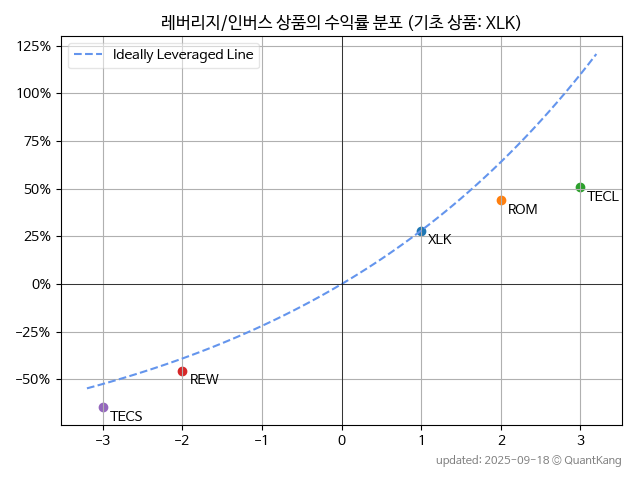 레버리지/인버스 상품의 수익률 분포 (기초 상품: XLK)
Ideally Leveraged Line
125%
100%
75%
50%
25%
0%
−25%
−50%
TECL
ROM
XLK
REW
TECS
−3
−2
−1
0
1
2
3
updated: 2025-09-18 © QuantKang